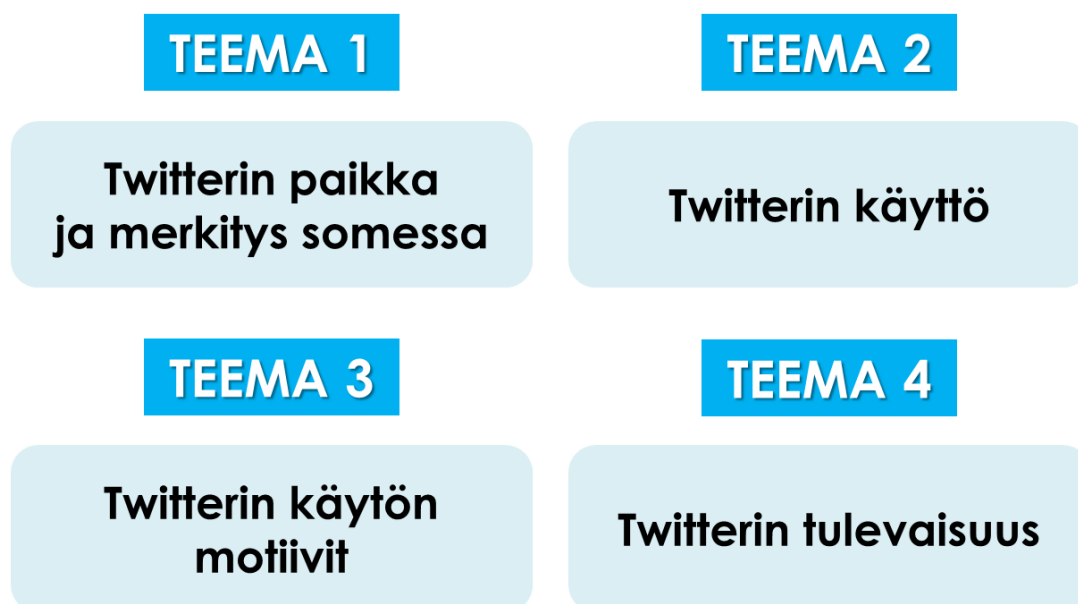 TEEMA 1
Twitterin paikka
ja merkitys somessa
TEEMA 2
Twitterin käyttö
TEEMA 3
Twitterin käytön
motiivit
TEEMA 4
Twitterin tulevaisuus